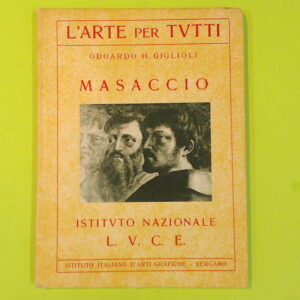 L'ARTE PER TVTTI
ODOARDO H. GIGLIOLI
MASACCIO
ISTITVTO NAZIONALE
L. V. C. E.
ISTITUTO ITALIANO D'ARTI GRAFICHE - BERGAMO